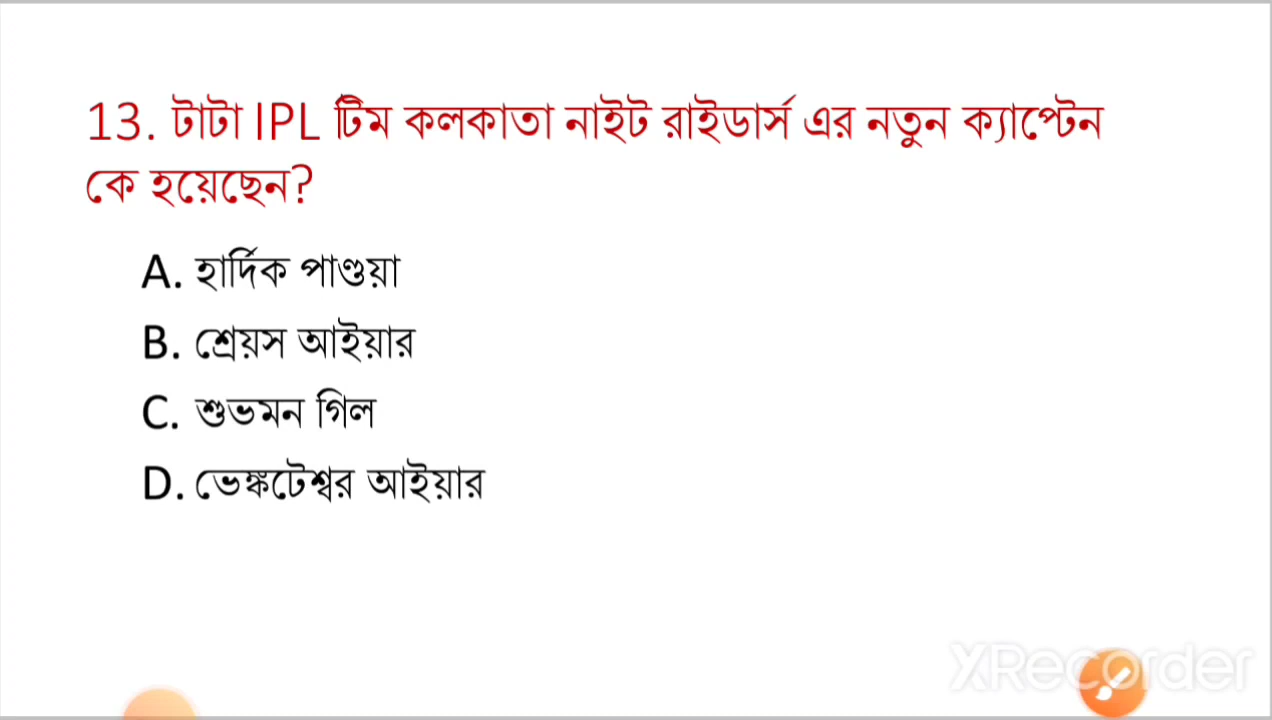 13. টাটা IPL টিম কলকাতা নাইট রাইডার্স এর নতুন ক্যাপ্টেন
কে হয়েছেন?
A. হার্দিক পাণ্ডয়া
B. শ্রেয়স আইয়ার
C. শুভমন গিল
D. ভেঙ্কটেশ্বর আইয়ার
XRecorder